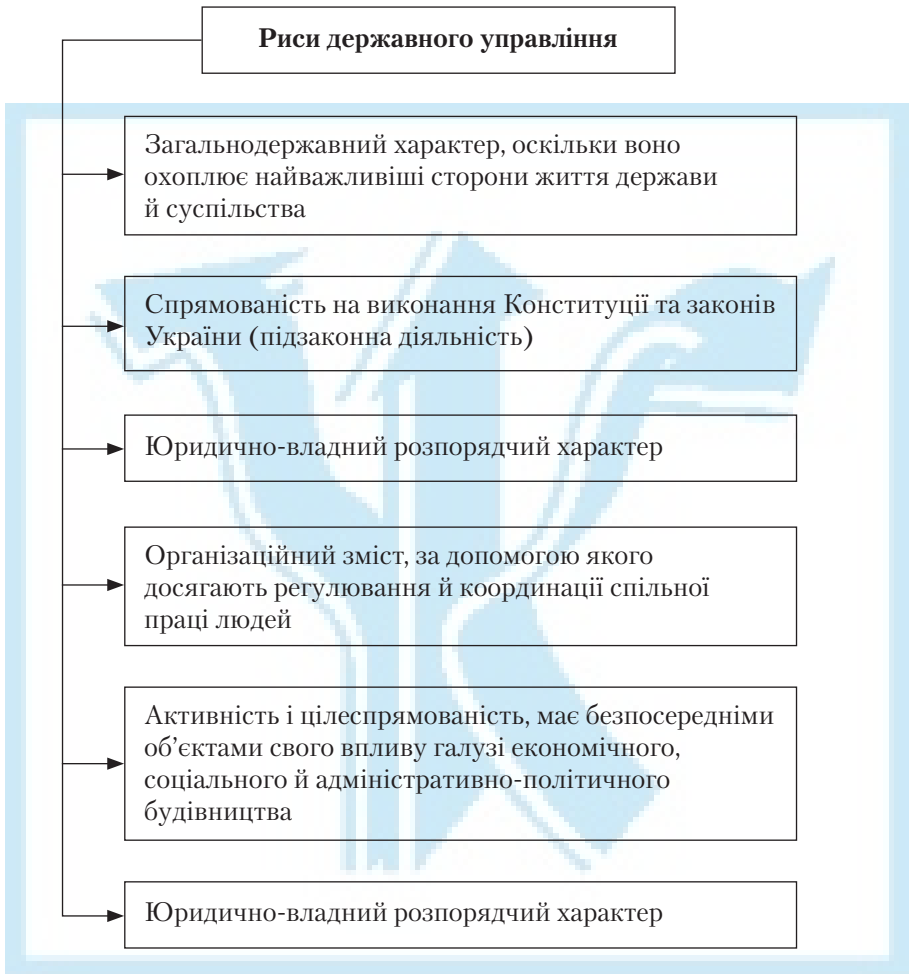 Риси державного управління
Загальнодержавний характер, оскільки воно
охоплює найважливіші сторони життя держави
й суспільства
Спрямованість на виконання Конституції та законів
України (підзаконна діяльність)
Юридично-владний розпорядчий характер
Організаційний зміст, за допомогою якого
досягають регулювання й координації спільної
праці людей
Активність і цілеспрямованість, має безпосередніми
об’єктами свого впливу галузі економічного,
соціального й адміністративно-політичного
будівництва
Юридично-владний розпорядчий характер